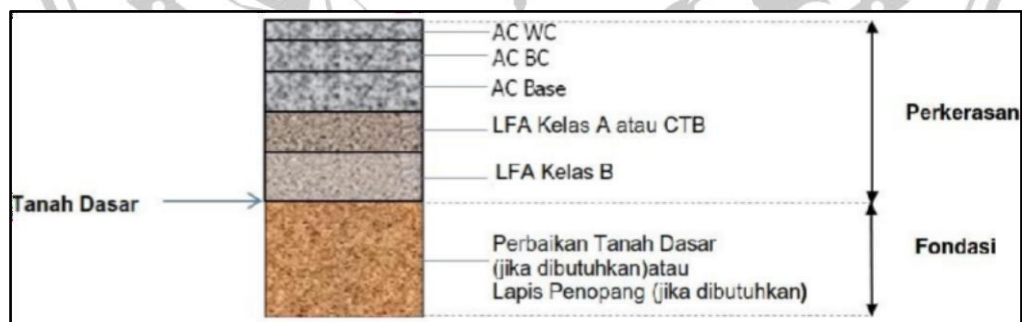 AC WC
AC BC
AC Base
LFA Kelas A atau CTB
LFA Kelas B
Perkerasan
Tanah Dasar
Perbaikan Tanah Dasar
(jika dibutuhkan)atau
Lapis Penopang (jika dibutuhkan)
Fondasi